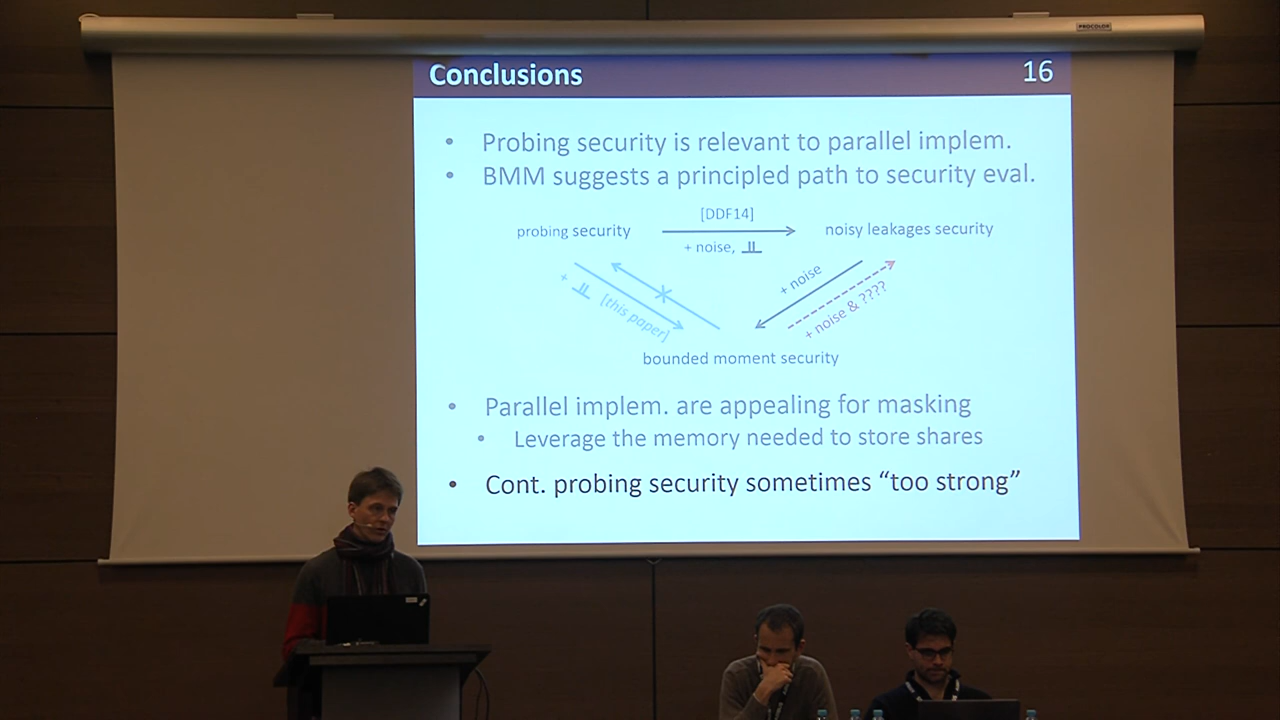 PROCOLOR
Conclusions 16
• Probing security is relevant to parallel implem.
• BMM suggests a principled path to security eval.
[DDF14]
probing security
noisy leakages security
+ noise, ⫫
+ noise
+ ⫫ [this paper]
+ noise & ????
bounded moment security
• Parallel implem. are appealing for masking
• Leverage the memory needed to store shares
• Cont. probing security sometimes “too strong”